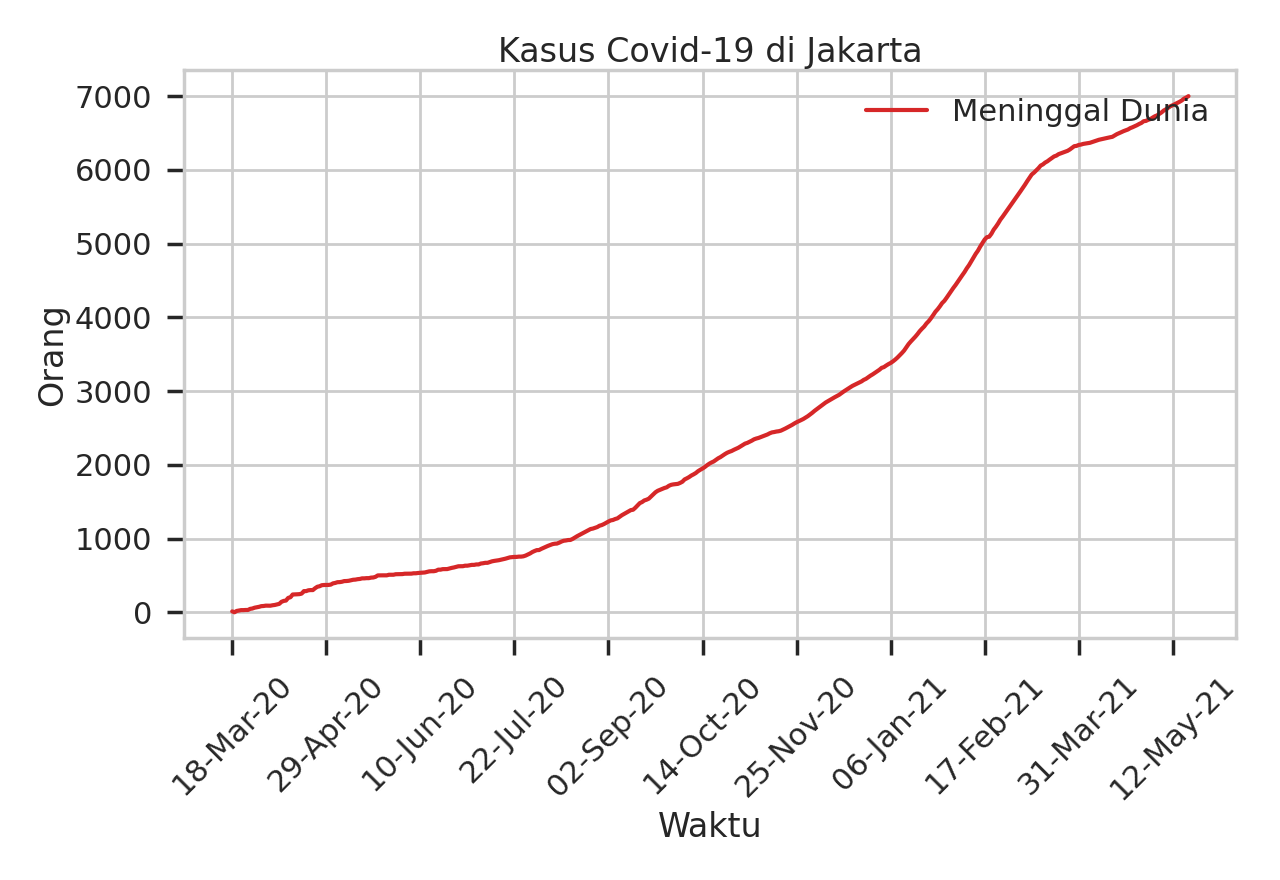 Kasus Covid-19 di Jakarta
Meninggal Dunia
7000
6000
5000
4000
3000
2000
1000
0
Orang
18-Mar-20
29-Apr-20
10-Jun-20
22-Jul-20
02-Sep-20
14-Oct-20
25-Nov-20
06-Jan-21
17-Feb-21
31-Mar-21
12-May-21
Waktu